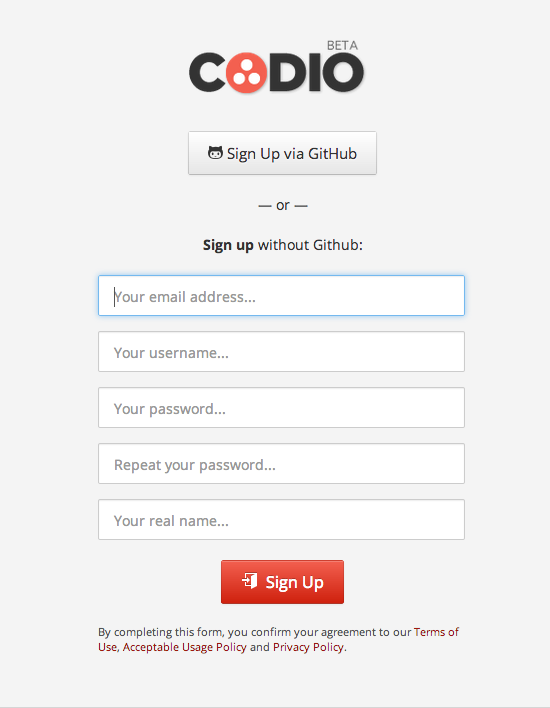 BETA
CODIO
Sign Up via GitHub
— or —
Sign up without Github:
Your email address...
Your username...
Your password...
Repeat your password...
Your real name...
Sign Up
By completing this form, you confirm your agreement to our Terms of
Use, Acceptable Usage Policy and Privacy Policy.